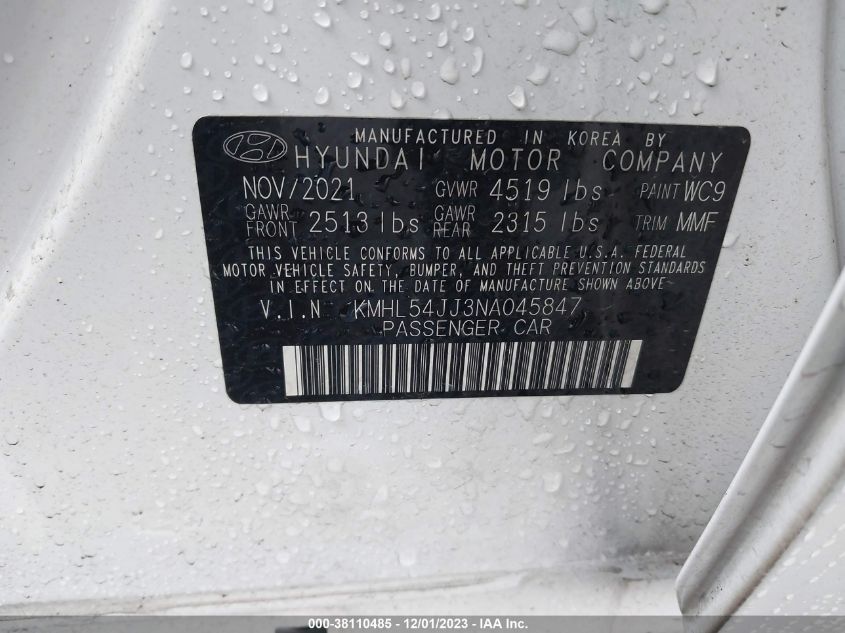 MANUFACTURED IN KOREA BY
HYUNDAI MOTOR COMPANY
NOV/2021 GVWR 4519 lbs PAINT WC9
GAWR FRONT 2513 lbs GAWR REAR 2315 lbs TRIM MMF
THIS VEHICLE CONFORMS TO ALL APPLICABLE U.S.A. FEDERAL
MOTOR VEHICLE SAFETY, BUMPER, AND THEFT PREVENTION STANDARDS
IN EFFECT ON THE DATE OF MANUFACTURE SHOWN ABOVE
V.I.N KMHL54JJ3NA045847
PASSENGER CAR
000-38110485 - 12/01/2023 - IAA Inc.